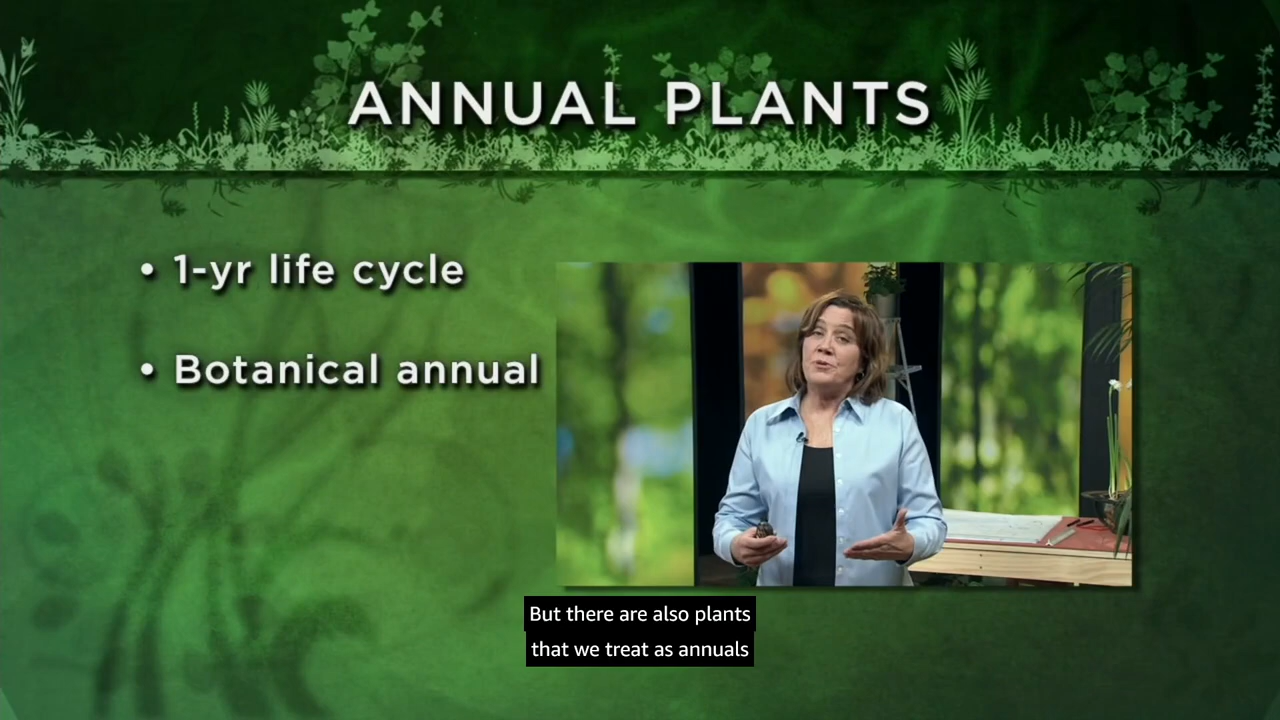 ANNUAL PLANTS
• 1-yr life cycle
• Botanical annual
But there are also plants
that we treat as annuals